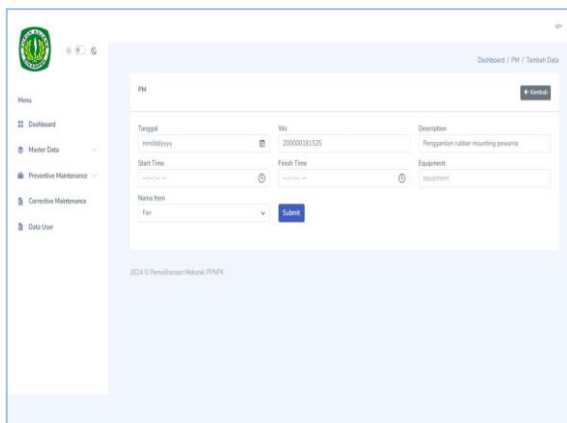 Dashboard / PM / Tambah Data
Menu
Dashboard
Master Data
Preventive Maintenance
Corrective Maintenance
Data User
PM
← Kembali
Tanggal
Wo
Description
mm/dd/yyyy
200000181525
Penggantian rubber mounting pewarna
Start Time
Finish Time
Equipment
--:-- --
--:-- --
equipment
Nama Item
Fan
Submit
2024 © Pemeliharaan Mekanik PPNPK